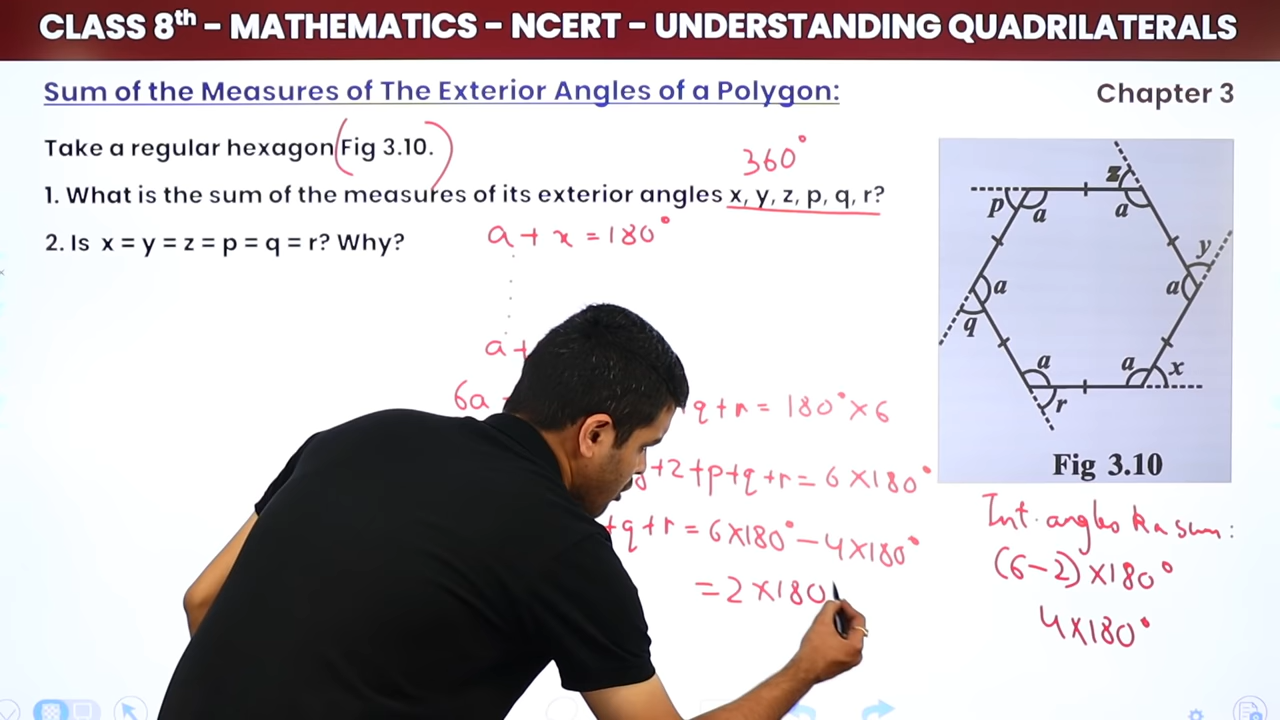 CLASS 8th - MATHEMATICS - NCERT - UNDERSTANDING QUADRILATERALS
Sum of the Measures of The Exterior Angles of a Polygon:
Chapter 3
Take a regular hexagon (Fig 3.10.)
360°
1. What is the sum of the measures of its exterior angles x, y, z, p, q, r?
2. Is x = y = z = p = q = r? Why?
a + x = 180°
a +
6a
q + r = 180° × 6
+ z + p + q + r = 6 × 180°
+ q + r = 6 × 180° − 4 × 180°
= 2 × 180
z
p
a
a
y
a
a
q
a
a
x
r
Fig 3.10
Int. angles ka sum:
(6 − 2) × 180°
4 × 180°